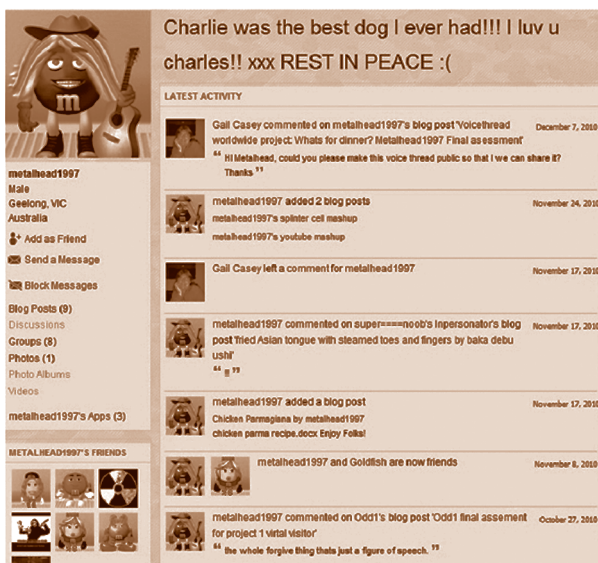 Charlie was the best dog I ever had!!! I luv u
charles!! xxx REST IN PEACE :(
m
metalhead1997
Male
Geelong, VIC
Australia
Add as Friend
Send a Message
Block Messages
Blog Posts (9)
Discussions
Groups (8)
Photos (1)
Photo Albums
Videos
metalhead1997's Apps (3)
METALHEAD1997'S FRIENDS
LATEST ACTIVITY
Gail Casey commented on metalhead1997's blog post 'Voicethread
December 7, 2010
worldwide project: Whats for dinner? Metalhead1997 Final asessment'
“ Hi Metalhead, could you please make this voice thread public so that I we can share it?
Thanks ”
metalhead1997 added 2 blog posts
November 24, 2010
metalhead1997's splinter cell mashup
metalhead1997's youtube mashup
Gail Casey left a comment for metalhead1997
November 17, 2010
metalhead1997 commented on super====noob's inpersonator's blog
November 17, 2010
post 'fried Asian tongue with steamed toes and fingers by baka debu
ushi'
metalhead1997 added a blog post
November 17, 2010
Chicken Parmagiana by metalhead1997
chicken parma recipe.docx Enjoy Folks!
metalhead1997 and Goldfish are now friends
November 8, 2010
metalhead1997 commented on Odd1's blog post 'Odd1 final assement
October 27, 2010
for project '1 virtal visitor'
“ the whole forgive thing thats just a figure of speech. ”